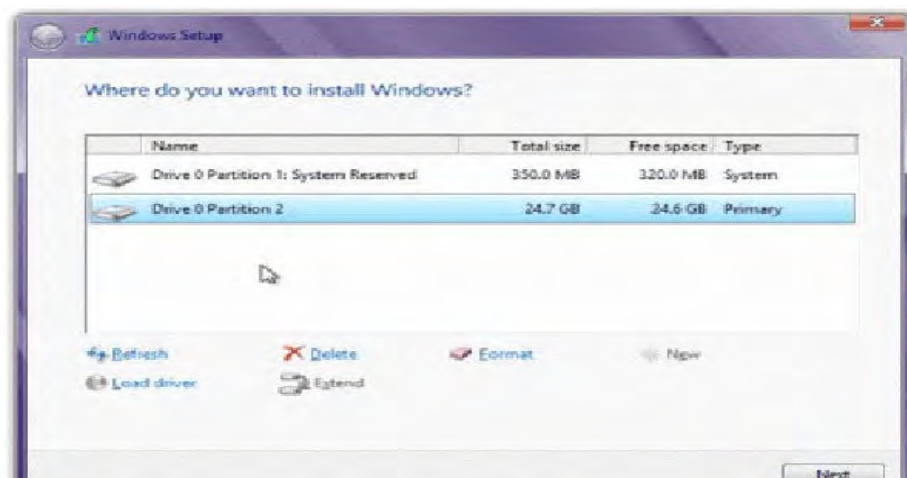 Windows Setup
Where do you want to install Windows?
Name Total size Free space Type
Drive 0 Partition 1: System Reserved 350.0 MB 320.0 MB System
Drive 0 Partition 2 24.7 GB 24.6 GB Primary
Refresh Delete Format New
Load driver Extend
Next